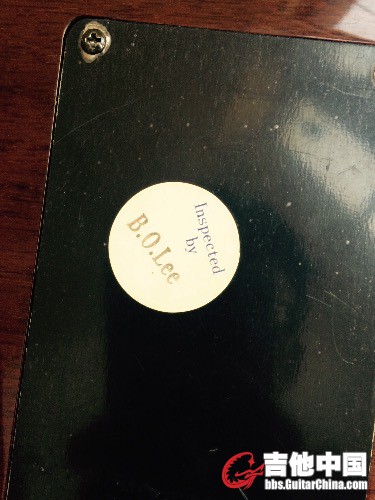 Inspected
by
B.O.Lee
吉他中国
bbs.GuitarChina.com